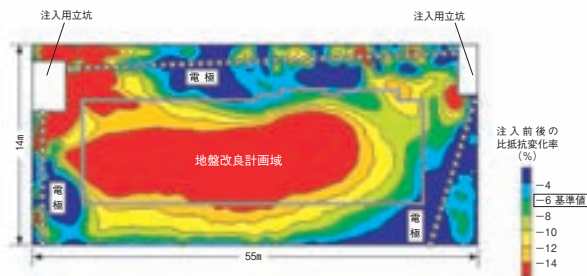 注入用立坑
注入用立坑
電極
14m
地盤改良計画域
電極
電極
55m
注入前後の
比抵抗変化率
(%)
−4
−6 基準値
−8
−10
−12
−14